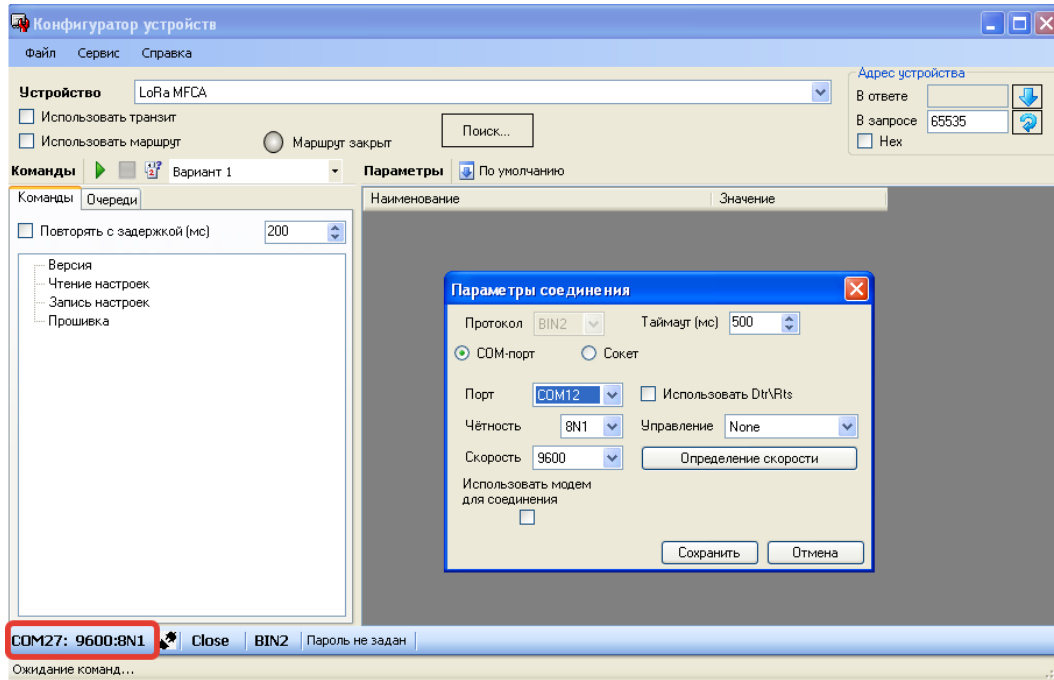 Конфигуратор устройств
Файл Сервис Справка
Устройство LoRa MFCA
Использовать транзит
Использовать маршрут Маршрут закрыт Поиск...
Адрес устройства
В ответе
В запросе 65535
Hex
Команды Вариант 1 Параметры По умолчанию
Команды Очереди
Повторять с задержкой (мс) 200
Версия
Чтение настроек
Запись настроек
Прошивка
Наименование Значение
Параметры соединения
Протокол BIN2 Таймаут (мс) 500
COM-порт Сокет
Порт COM12 Использовать Dtr\Rts
Чётность 8N1 Управление None
Скорость 9600 Определение скорости
Использовать модем
для соединения
Сохранить Отмена
COM27: 9600:8N1 Close BIN2 Пароль не задан
Ожидание команд...